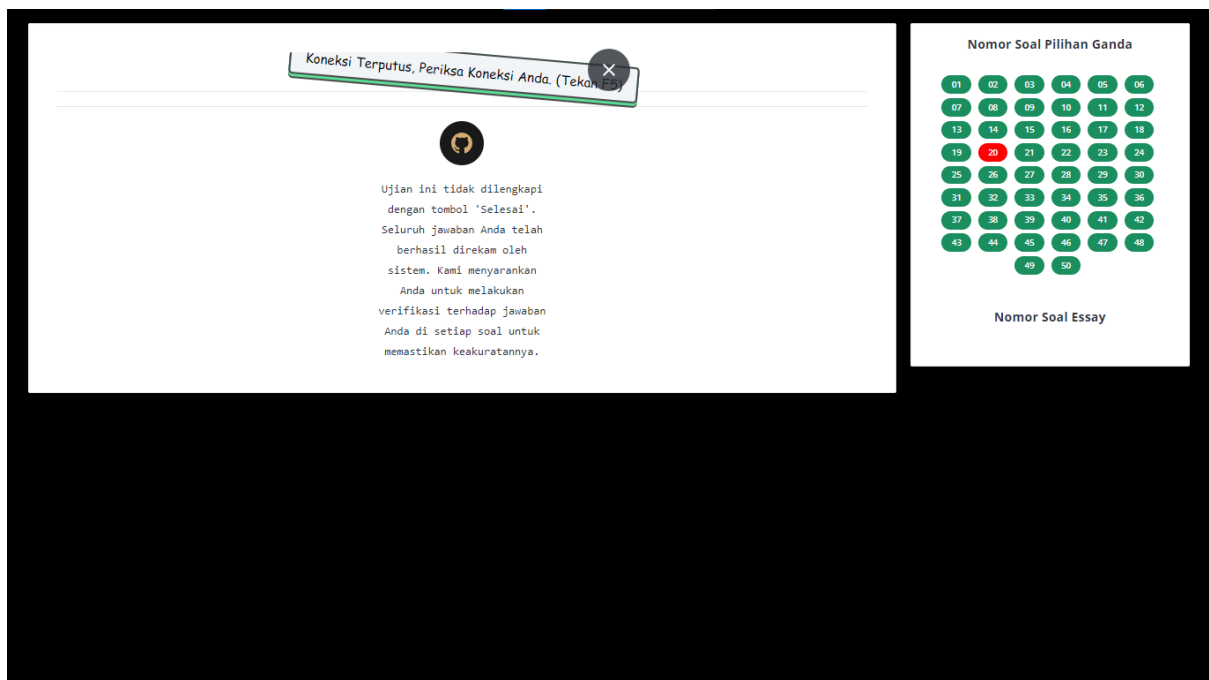 Koneksi Terputus, Periksa Koneksi Anda. (Tekan F5)
Ujian ini tidak dilengkapi
dengan tombol 'Selesai'.
Seluruh jawaban Anda telah
berhasil direkam oleh
sistem. Kami menyarankan
Anda untuk melakukan
verifikasi terhadap jawaban
Anda di setiap soal untuk
memastikan keakuratannya.
Nomor Soal Pilihan Ganda
01 02 03 04 05 06
07 08 09 10 11 12
13 14 15 16 17 18
19 20 21 22 23 24
25 26 27 28 29 30
31 32 33 34 35 36
37 38 39 40 41 42
43 44 45 46 47 48
49 50
Nomor Soal Essay